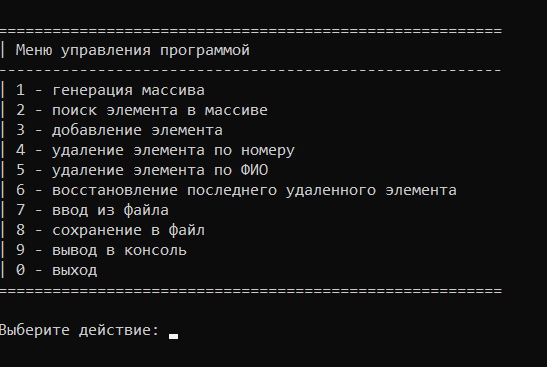 ========================================================
| Меню управления программой
--------------------------------------------------------
| 1 - генерация массива
| 2 - поиск элемента в массиве
| 3 - добавление элемента
| 4 - удаление элемента по номеру
| 5 - удаление элемента по ФИО
| 6 - восстановление последнего удаленного элемента
| 7 - ввод из файла
| 8 - сохранение в файл
| 9 - вывод в консоль
| 0 - выход
========================================================
Выберите действие: _